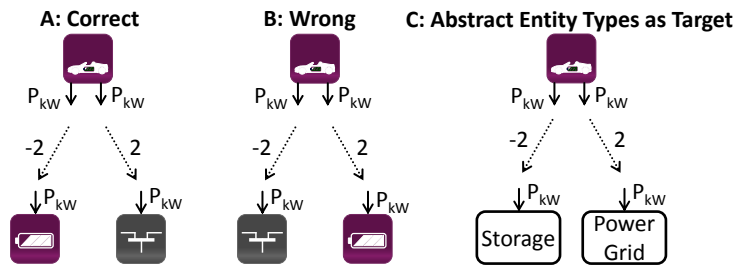 A: Correct
B: Wrong
C: Abstract Entity Types as Target
PkW PkW
PkW PkW
PkW PkW
-2 2
-2 2
-2 2
PkW PkW
PkW PkW
PkW PkW
Storage
Power
Grid